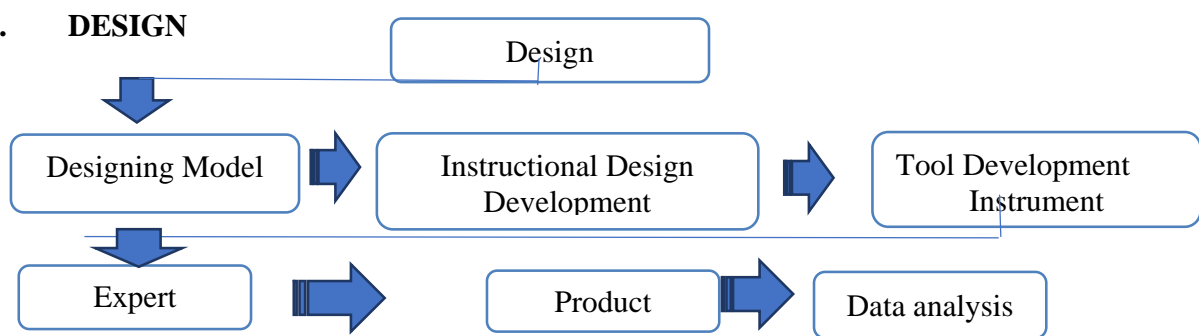 . DESIGN
Design
Designing Model
Instructional Design
Development
Tool Development
Instrument
Expert
Product
Data analysis